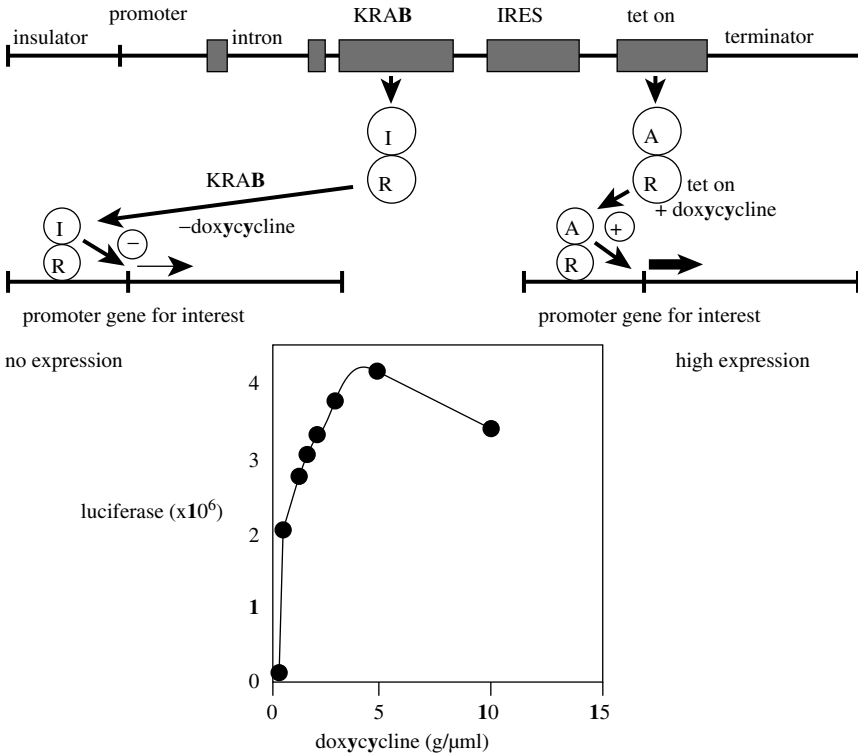 promoter KRAB IRES tet on
insulator intron terminator
I A
R R
KRAB tet on
−doxycycline + doxycycline
I − A +
R R
promoter gene for interest promoter gene for interest
no expression high expression
4
3
luciferase (x10⁶)
2
1
0
0 5 10 15
doxycycline (g/µml)